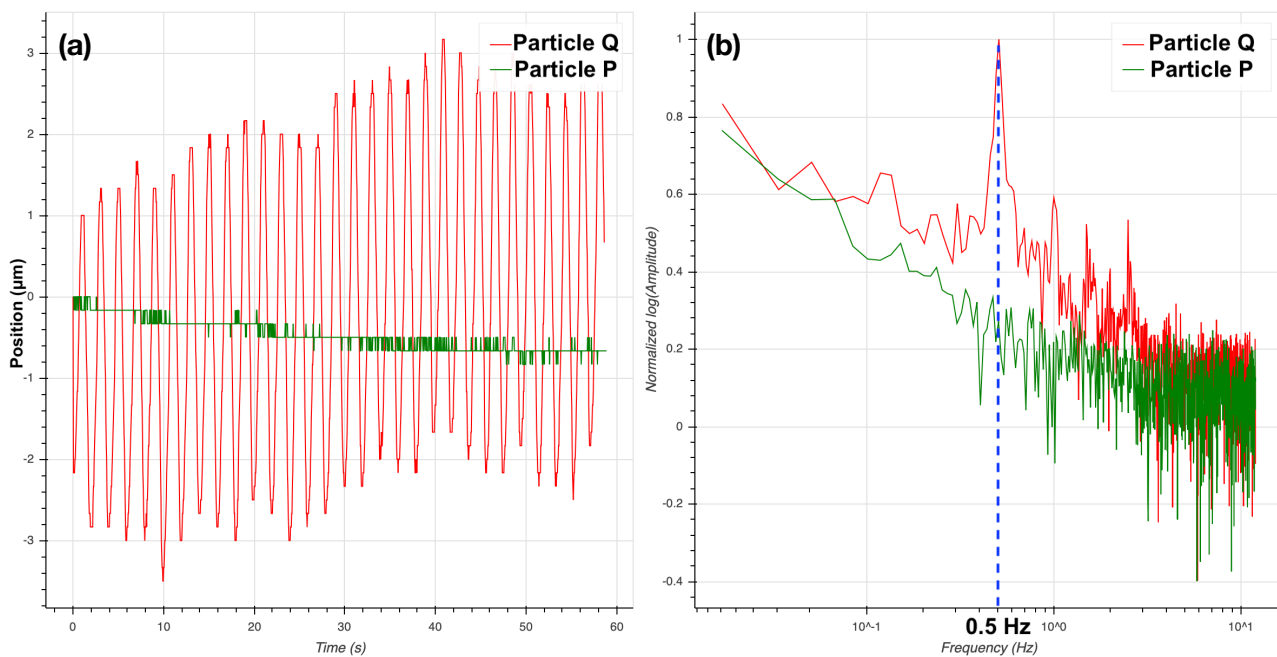 (a)
Particle Q
Particle P
3
2
1
0
-1
-2
-3
Position (µm)
0
10
20
30
40
50
60
Time (s)
(b)
Particle Q
Particle P
1
0.8
0.6
0.4
0.2
0
-0.2
-0.4
Normalized log(Amplitude)
10^-1
10^0
10^1
0.5 Hz
Frequency (Hz)